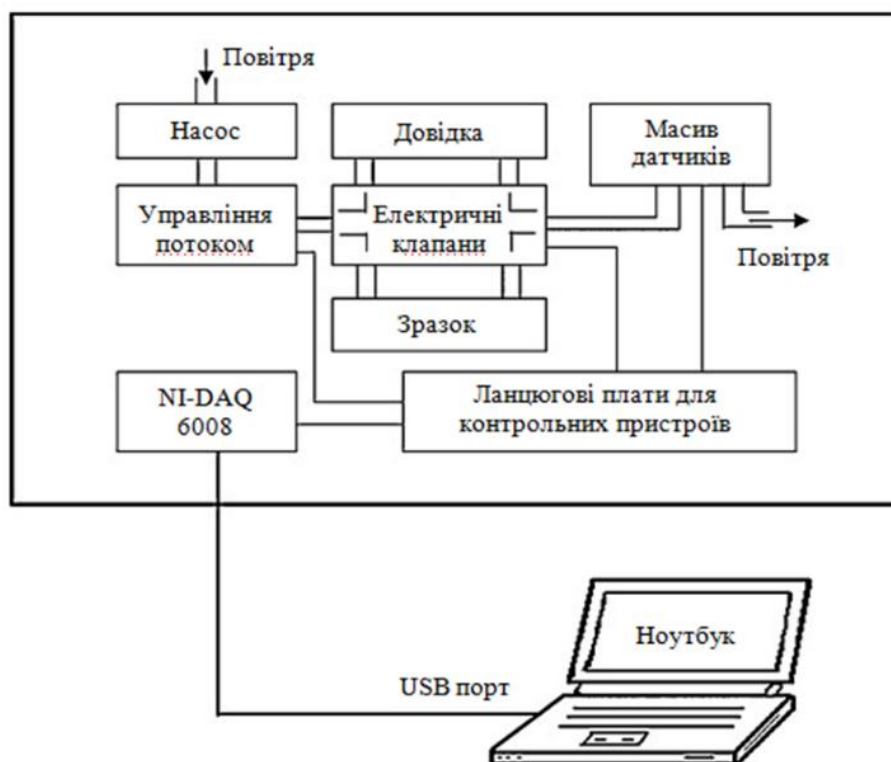 Повітря
Насос
Довідка
Масив
датчиків
Управління
потоком
Електричні
клапани
Повітря
Зразок
NI-DAQ
6008
Ланцюгові плати для
контрольних пристроїв
Ноутбук
USB порт